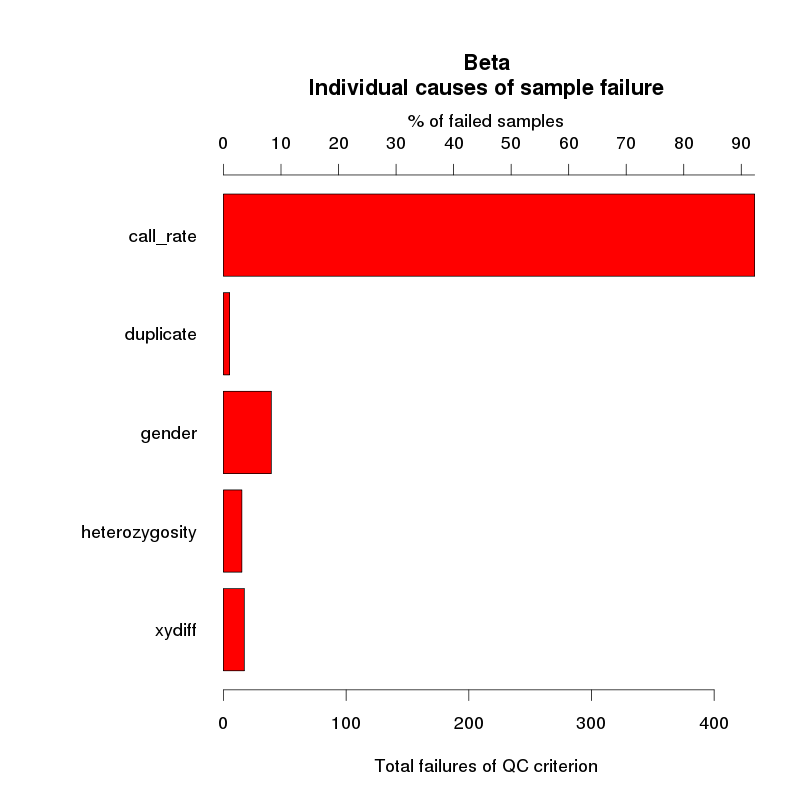 Beta
Individual causes of sample failure
% of failed samples
0 10 20 30 40 50 60 70 80 90
call_rate
duplicate
gender
heterozygosity
xydiff
0 100 200 300 400
Total failures of QC criterion